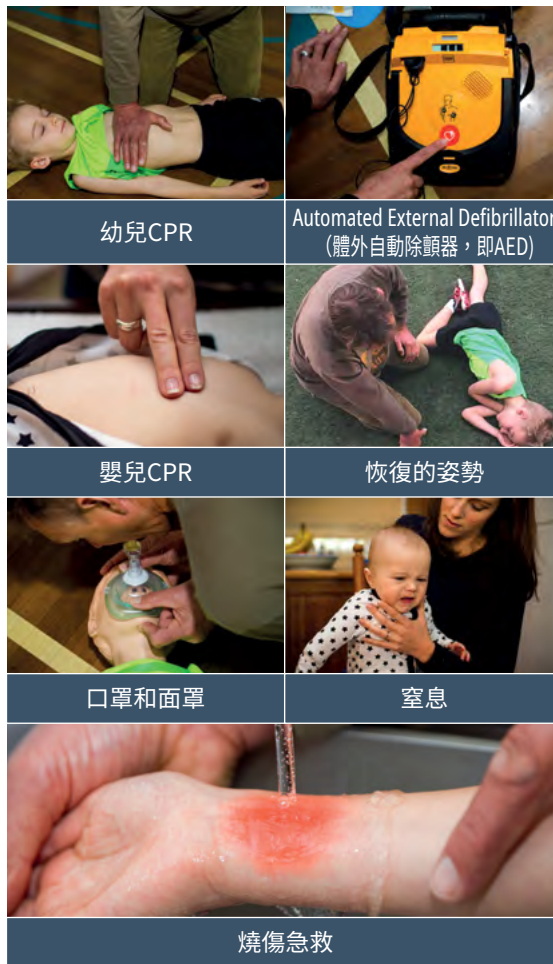 幼兒CPR
Automated External Defibrillator
（體外自動除顫器，即AED)
嬰兒CPR
恢復的姿勢
口罩和面罩
窒息
燒傷急救